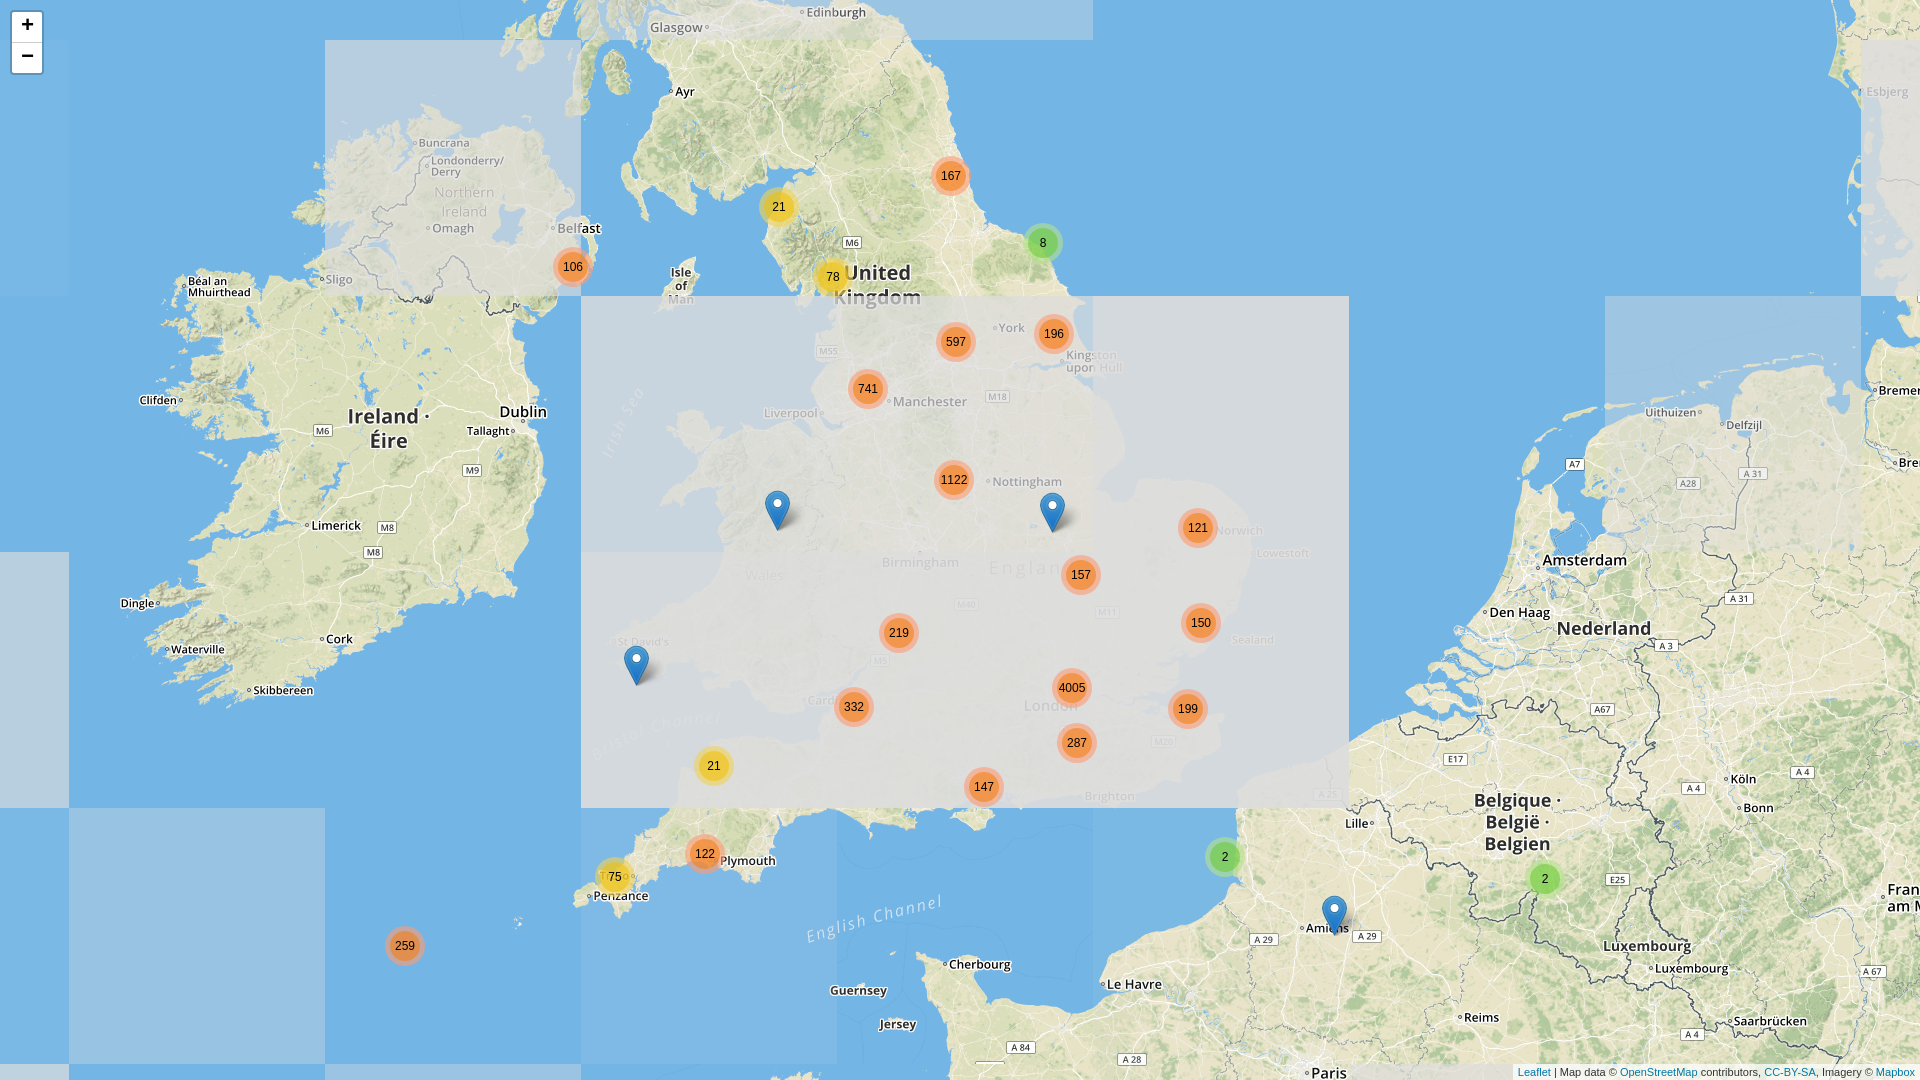 +
−
Edinburgh
Glasgow
Ayr
Buncrana
Londonderry/
Derry
Northern
Ireland
Omagh
Belfast
Sligo
Béal an
Mhuirthead
167
21
M6
8
106
78
United
Kingdom
Isle
of
Man
Esbjerg
York
196
597
M55
Kingston
upon Hull
741
Manchester
M18
Liverpool
Irish Sea
Clifden
Ireland ·
Éire
M6
Dublin
Tallaght
M9
Limerick
M8
M8
Dingle
Cork
Waterville
Skibbereen
1122
Nottingham
121
Norwich
Lowestoft
Birmingham
England
Wales
157
M40
M11
150
219
Sealand
St David's
M5
4005
London
199
332
287
M20
Bristol Channel
21
147
Brighton
A 25
122
Plymouth
75
Penzance
259
English Channel
Guernsey
Jersey
Cherbourg
Le Havre
A 84
A 28
A 29
Amiens
A 29
2
Lille
E17
Belgique ·
België ·
Belgien
2
E25
Luxembourg
Luxembourg
Reims
Saarbrücken
A 4
Paris
A 67
Fran
am M
Köln
Bonn
A 4
A 4
A67
A 3
Nederland
Den Haag
Amsterdam
A 31
A7
A28
A 31
Uithuizen
Delfzijl
Bremer
Bre
Leaflet | Map data © OpenStreetMap contributors, CC-BY-SA, Imagery © Mapbox